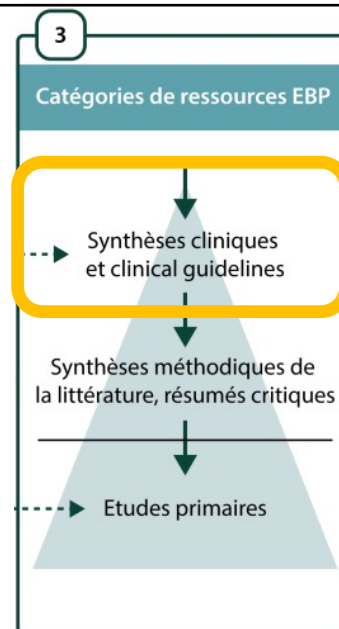 3
Catégories de ressources EBP
Synthèses cliniques
et clinical guidelines
Synthèses méthodiques de
la littérature, résumés critiques
Etudes primaires